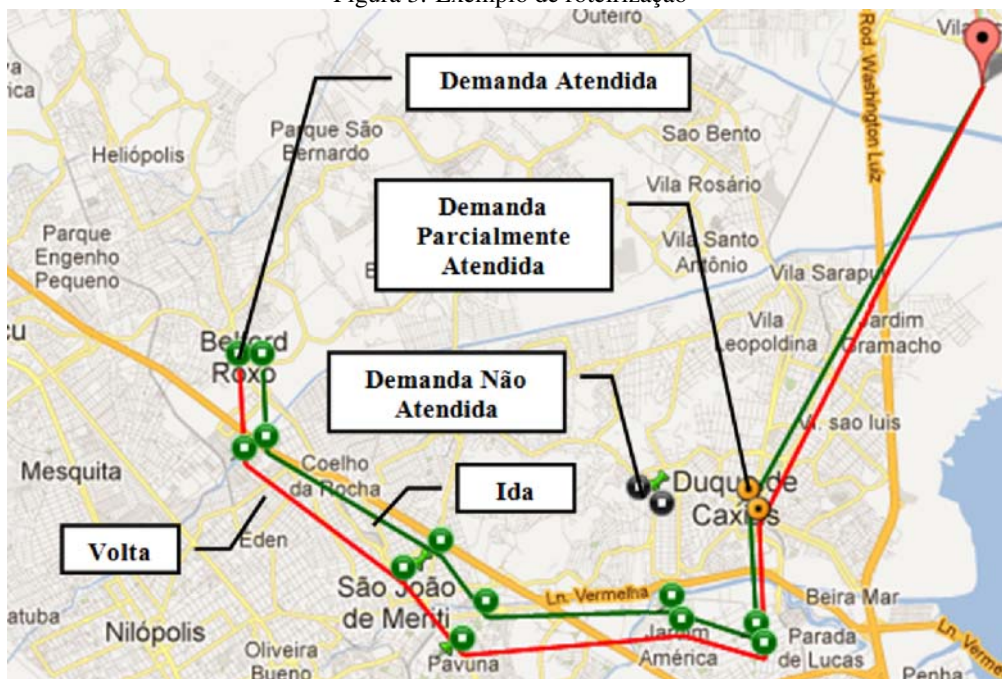 Figura 3: Exemplo de roteirização
Outeiro
Demanda Atendida
Rod. Washington Luiz
Parque São
Bernardo
Sao Bento
Heliópolis
Demanda
Parcialmente
Atendida
Vila Rosário
Vila Santo
Antônio
Parque
Engenho
Pequeno
Vila Sarapuí
Vila
Leopoldina
Jardim
Gramacho
Belford
Roxo
Demanda Não
Atendida
sao luis
Mesquita
Coelho
da Rocha
Ida
Duque de
Caxias
Volta
Eden
São João
de Meriti
Ln. Vermelha
Beira Mar
Nilópolis
Oliveira
Bueno
Pavuna
Jardim
América
Parada
de Lucas
Ln. Ve
Penha